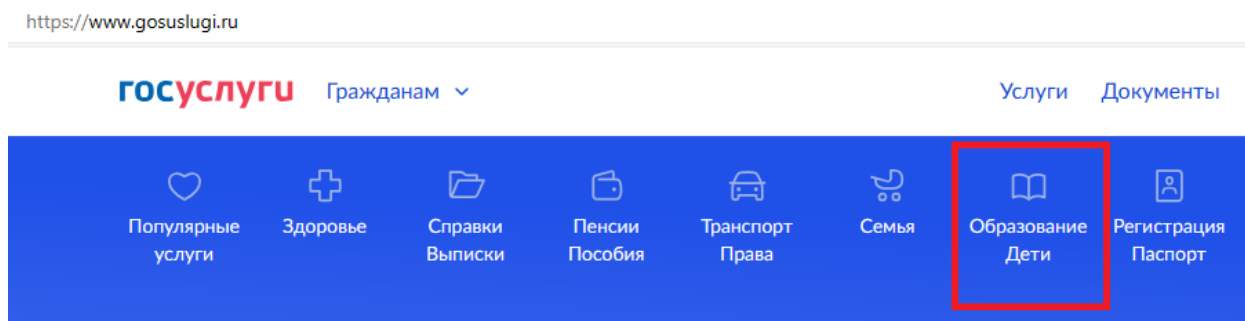 https://www.gosuslugi.ru
госуслуги Гражданам Услуги Документы
Популярные услуги
Здоровье
Справки Выписки
Пенсии Пособия
Транспорт Права
Семья
Образование Дети
Регистрация Паспорт